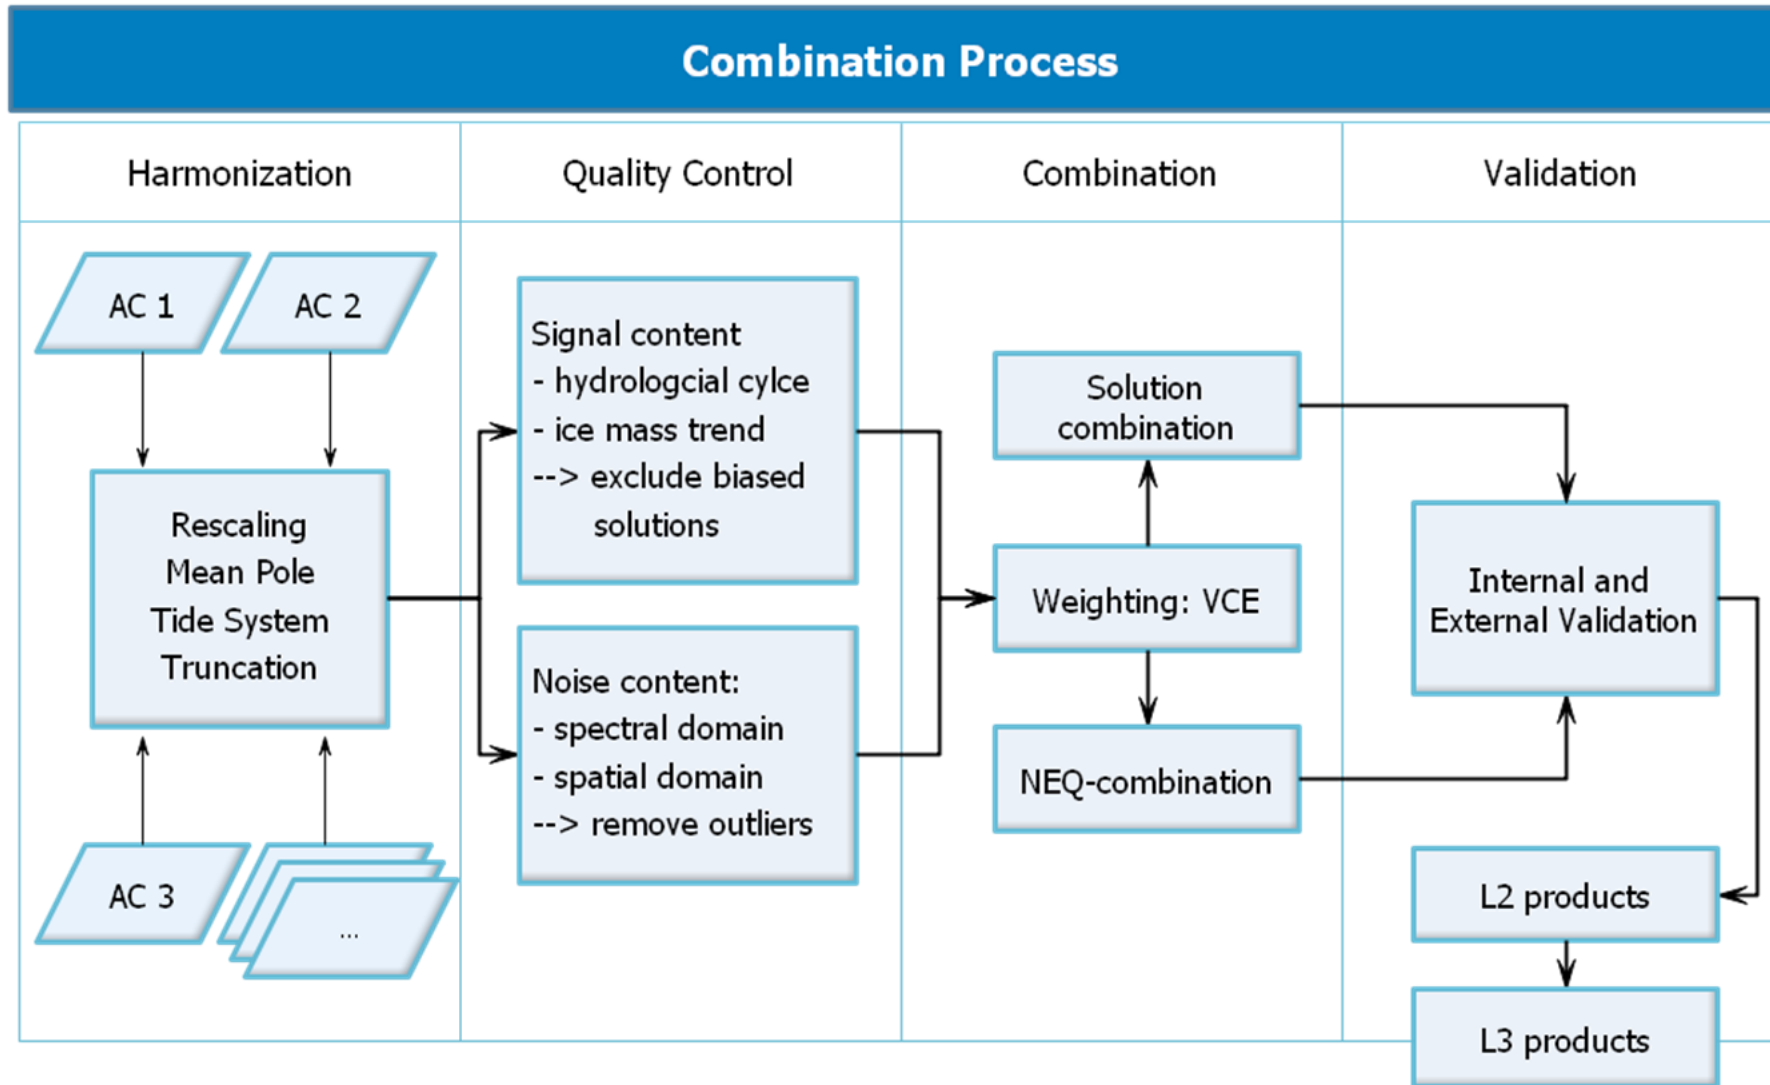 Combination Process
Harmonization
Quality Control
Combination
Validation
AC 1
AC 2
Rescaling
Mean Pole
Tide System
Truncation
AC 3
...
Signal content
- hydrologcial cylce
- ice mass trend
--> exclude biased
solutions
Noise content:
- spectral domain
- spatial domain
--> remove outliers
Solution
combination
Weighting: VCE
NEQ-combination
Internal and
External Validation
L2 products
L3 products